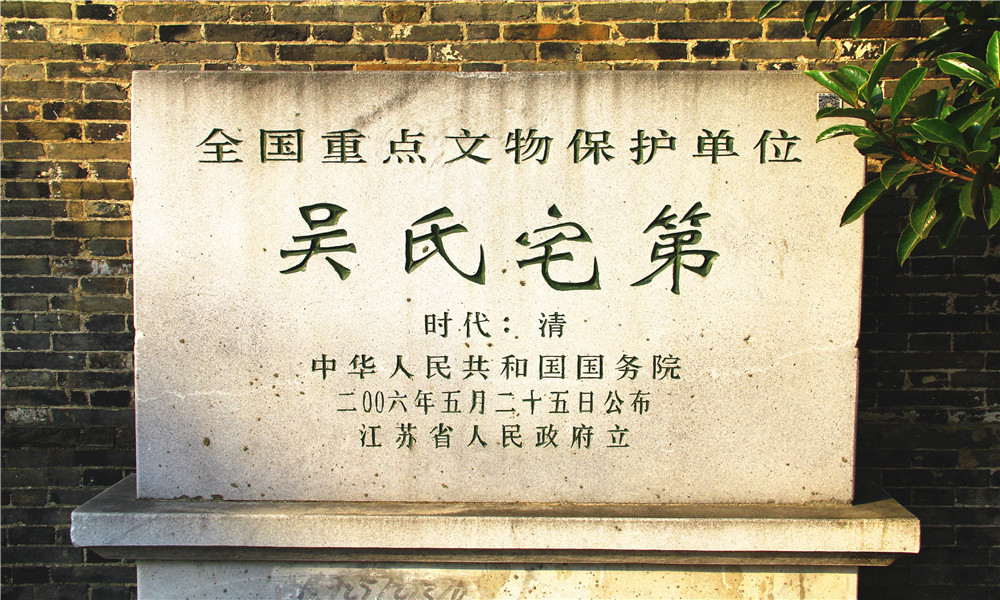 全国重点文物保护单位
吴氏宅第
时代：清
中华人民共和国国务院
二00六年五月二十五日公布
江苏省人民政府立